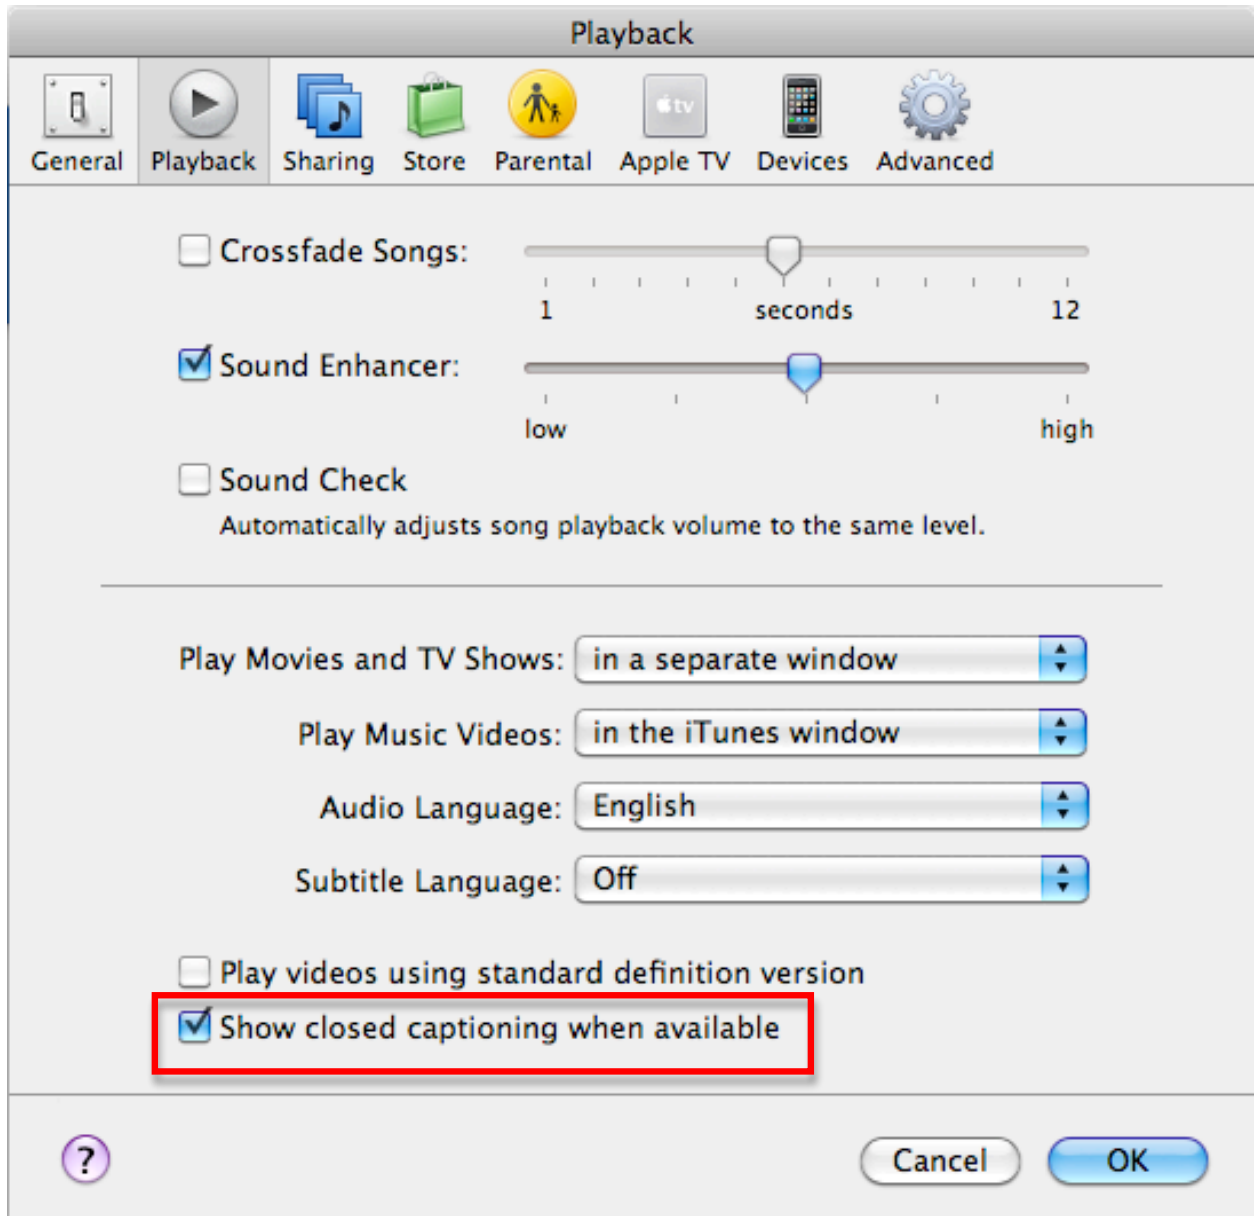 Playback
tv
General Playback Sharing Store Parental Apple TV Devices Advanced
Crossfade Songs:
1 seconds 12
Sound Enhancer:
low high
Sound Check
Automatically adjusts song playback volume to the same level.
Play Movies and TV Shows: in a separate window
Play Music Videos: in the iTunes window
Audio Language: English
Subtitle Language: Off
Play videos using standard definition version
Show closed captioning when available
? Cancel OK